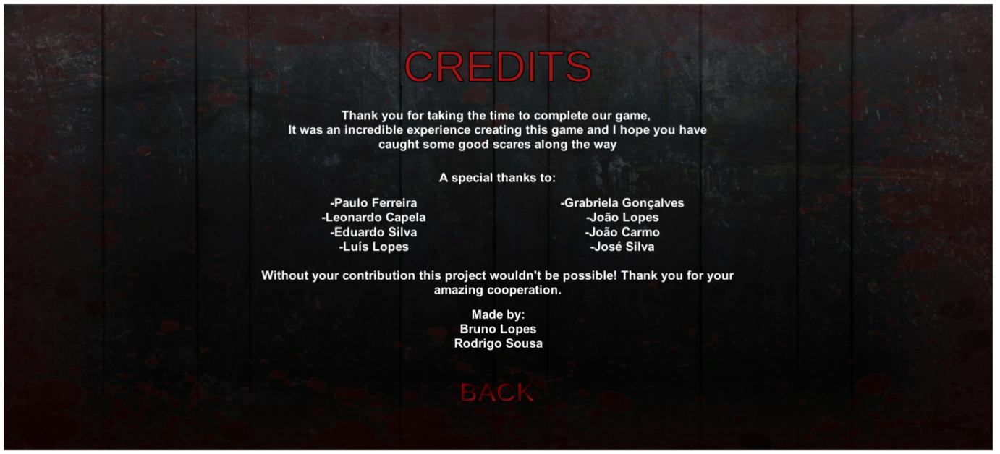 CREDITS
Thank you for taking the time to complete our game,
It was an incredible experience creating this game and I hope you have
caught some good scares along the way
A special thanks to:
-Paulo Ferreira
-Leonardo Capela
-Eduardo Silva
-Luís Lopes
-Grabriela Gonçalves
-João Lopes
-João Carmo
-José Silva
Without your contribution this project wouldn't be possible! Thank you for your
amazing cooperation.
Made by:
Bruno Lopes
Rodrigo Sousa
BACK